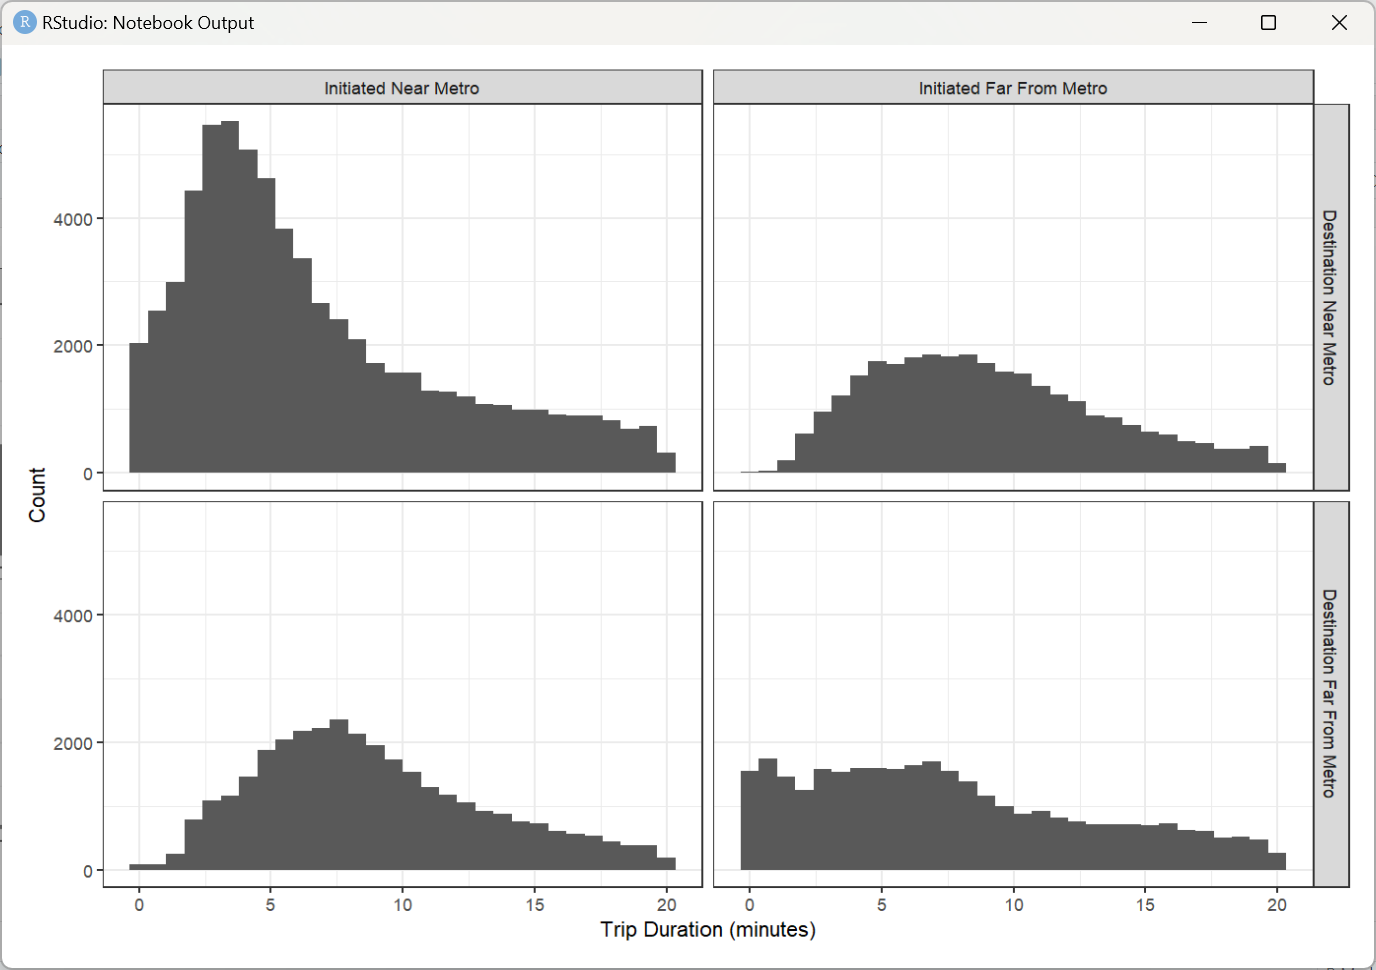 R RStudio: Notebook Output
Initiated Near Metro
Initiated Far From Metro
4000
2000
0
Destination Near Metro
Count
4000
2000
0
Destination Far From Metro
0 5 10 15 20
0 5 10 15 20
Trip Duration (minutes)